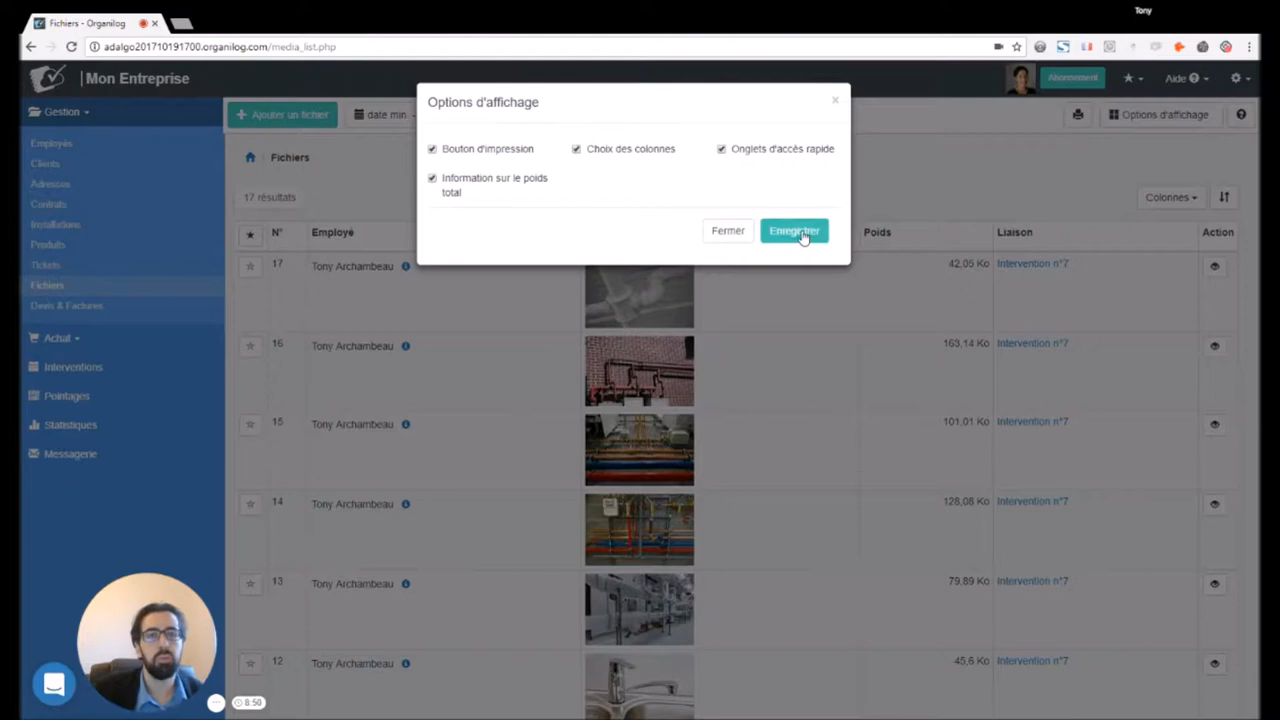 Tony
Fichiers - Organilog
adalgo201710191700.organilog.com/media_list.php
| Mon Entreprise
Abonnement
Aide
Gestion
Ajouter un fichier
date min.
Options d'affichage
Options d'affichage
Bouton d'impression
Choix des colonnes
Onglets d'accès rapide
Information sur le poids
total
Fermer
Enregistrer
Employés
Clients
Adresses
Contrats
Installations
Produits
Tickets
Fichiers
Devis & Factures
Achat
Interventions
Pointages
Statistiques
Messagerie
Fichiers
17 résultats
Colonnes
N° Employé Poids Liaison Action
17 Tony Archambeau 42,05 Ko Intervention n°7
16 Tony Archambeau 163,14 Ko Intervention n°7
15 Tony Archambeau 101,01 Ko Intervention n°7
14 Tony Archambeau 128,08 Ko Intervention n°7
13 Tony Archambeau 79,89 Ko Intervention n°7
12 Tony Archambeau 45,6 Ko Intervention n°7
8:50